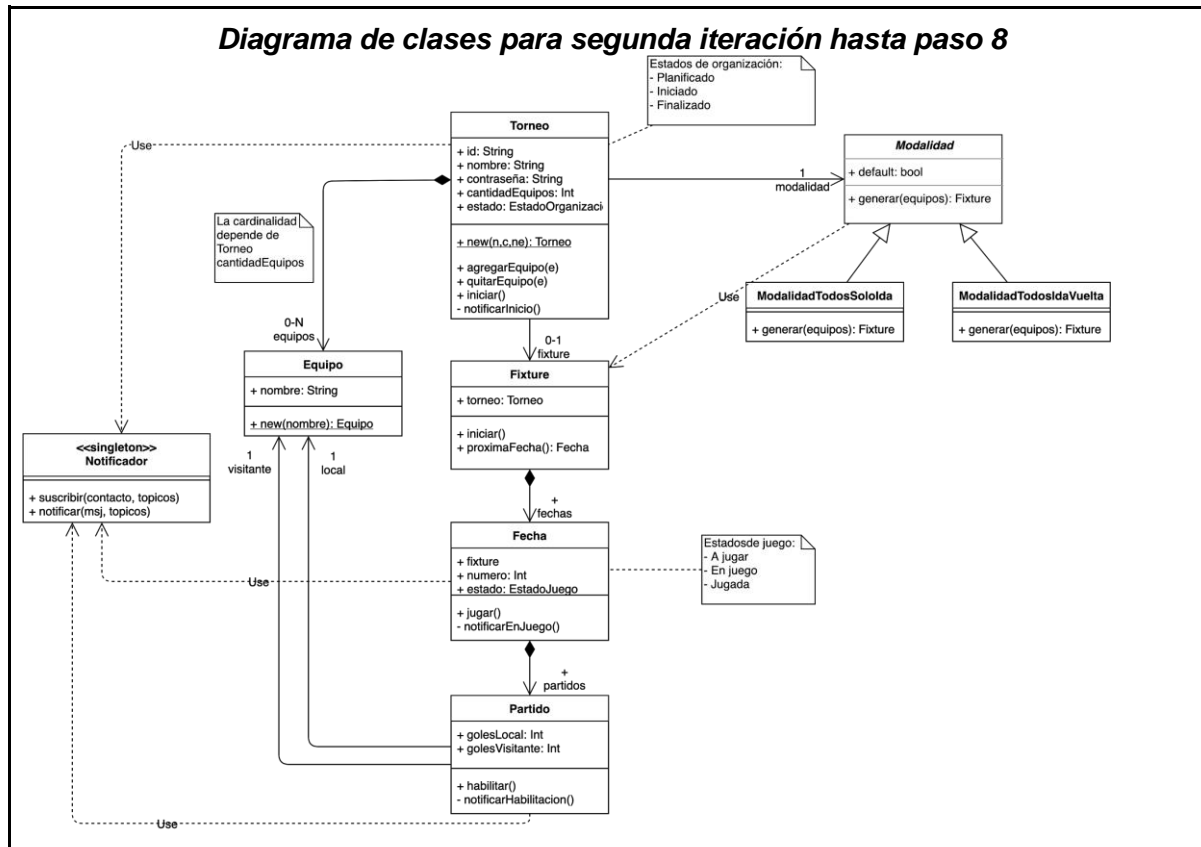 Diagrama de clases para segunda iteración hasta paso 8
Estados de organización:
- Planificado
- Iniciado
- Finalizado
Use
Torneo
+ id: String
+ nombre: String
+ contraseña: String
+ cantidadEquipos: Int
+ estado: EstadoOrganizaci
+ new(n,c,ne): Torneo
+ agregarEquipo(e)
+ quitarEquipo(e)
+ iniciar()
- notificarInicio()
1
modalidad
Modalidad
+ default: bool
+ generar(equipos): Fixture
La cardinalidad
depende de
Torneo
cantidadEquipos
Use
ModalidadTodosSoloIda
+ generar(equipos): Fixture
ModalidadTodosIdaVuelta
+ generar(equipos): Fixture
0-N
equipos
0-1
fixture
Equipo
+ nombre: String
+ new(nombre): Equipo
Fixture
+ torneo: Torneo
+ iniciar()
+ proximaFecha(): Fecha
<<singleton>>
Notificador
+ suscribir(contacto, topicos)
+ notificar(msj, topicos)
1
visitante
1
local
+
fechas
Fecha
+ fixture
+ numero: Int
+ estado: EstadoJuego
+ jugar()
- notificarEnJuego()
Estadosde juego:
- A jugar
- En juego
- Jugada
Use
+
partidos
Partido
+ golesLocal: Int
+ golesVisitante: Int
+ habilitar()
- notificarHabilitacion()
Use